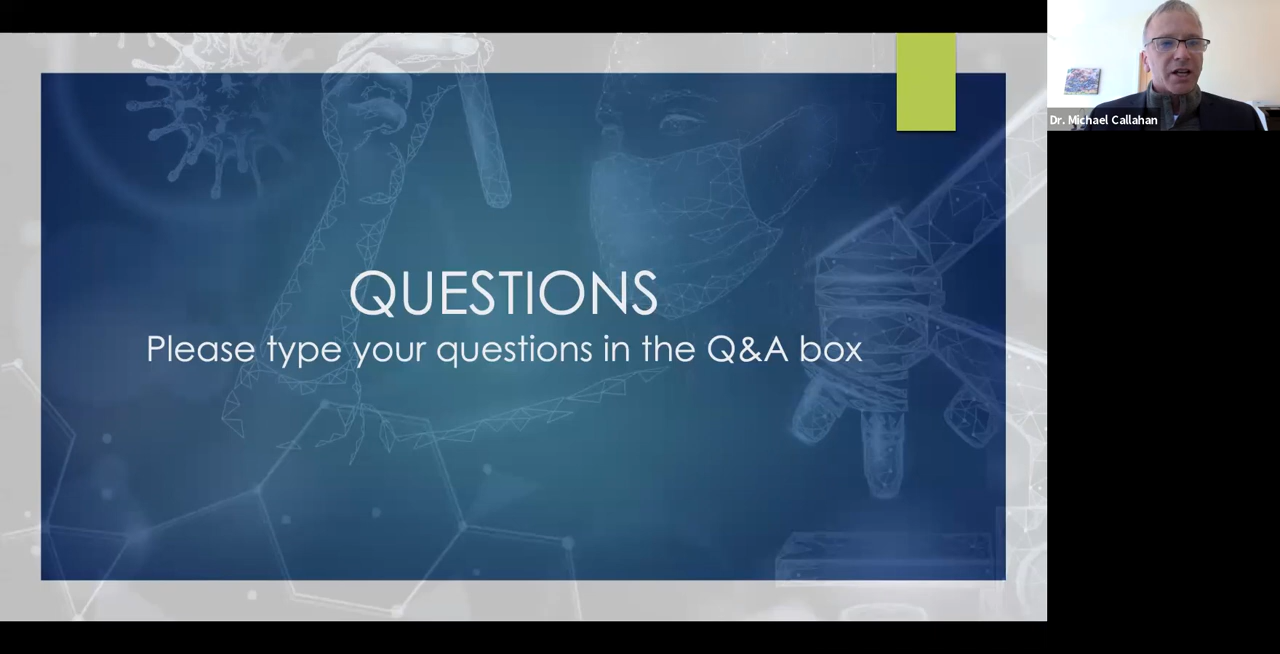 QUESTIONS
Please type your questions in the Q&A box
Dr. Michael Callahan